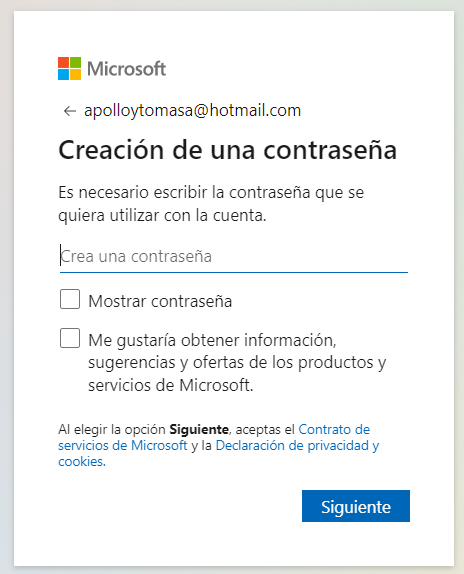 Microsoft
← apolloytomasa@hotmail.com
Creación de una contraseña
Es necesario escribir la contraseña que se
quiera utilizar con la cuenta.
Crea una contraseña
Mostrar contraseña
Me gustaría obtener información,
sugerencias y ofertas de los productos y
servicios de Microsoft.
Al elegir la opción Siguiente, aceptas el Contrato de
servicios de Microsoft y la Declaración de privacidad y
cookies.
Siguiente